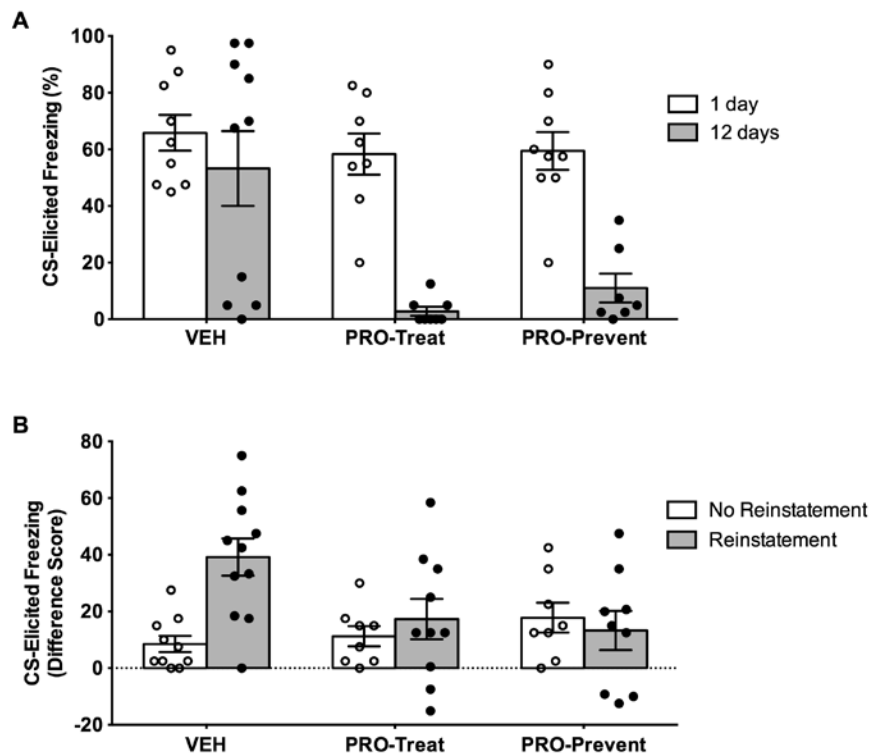 A
CS-Elicited Freezing (%)
100
80
60
40
20
0
VEH
PRO-Treat
PRO-Prevent
1 day
12 days
B
CS-Elicited Freezing
(Difference Score)
80
60
40
20
0
-20
VEH
PRO-Treat
PRO-Prevent
No Reinstatement
Reinstatement